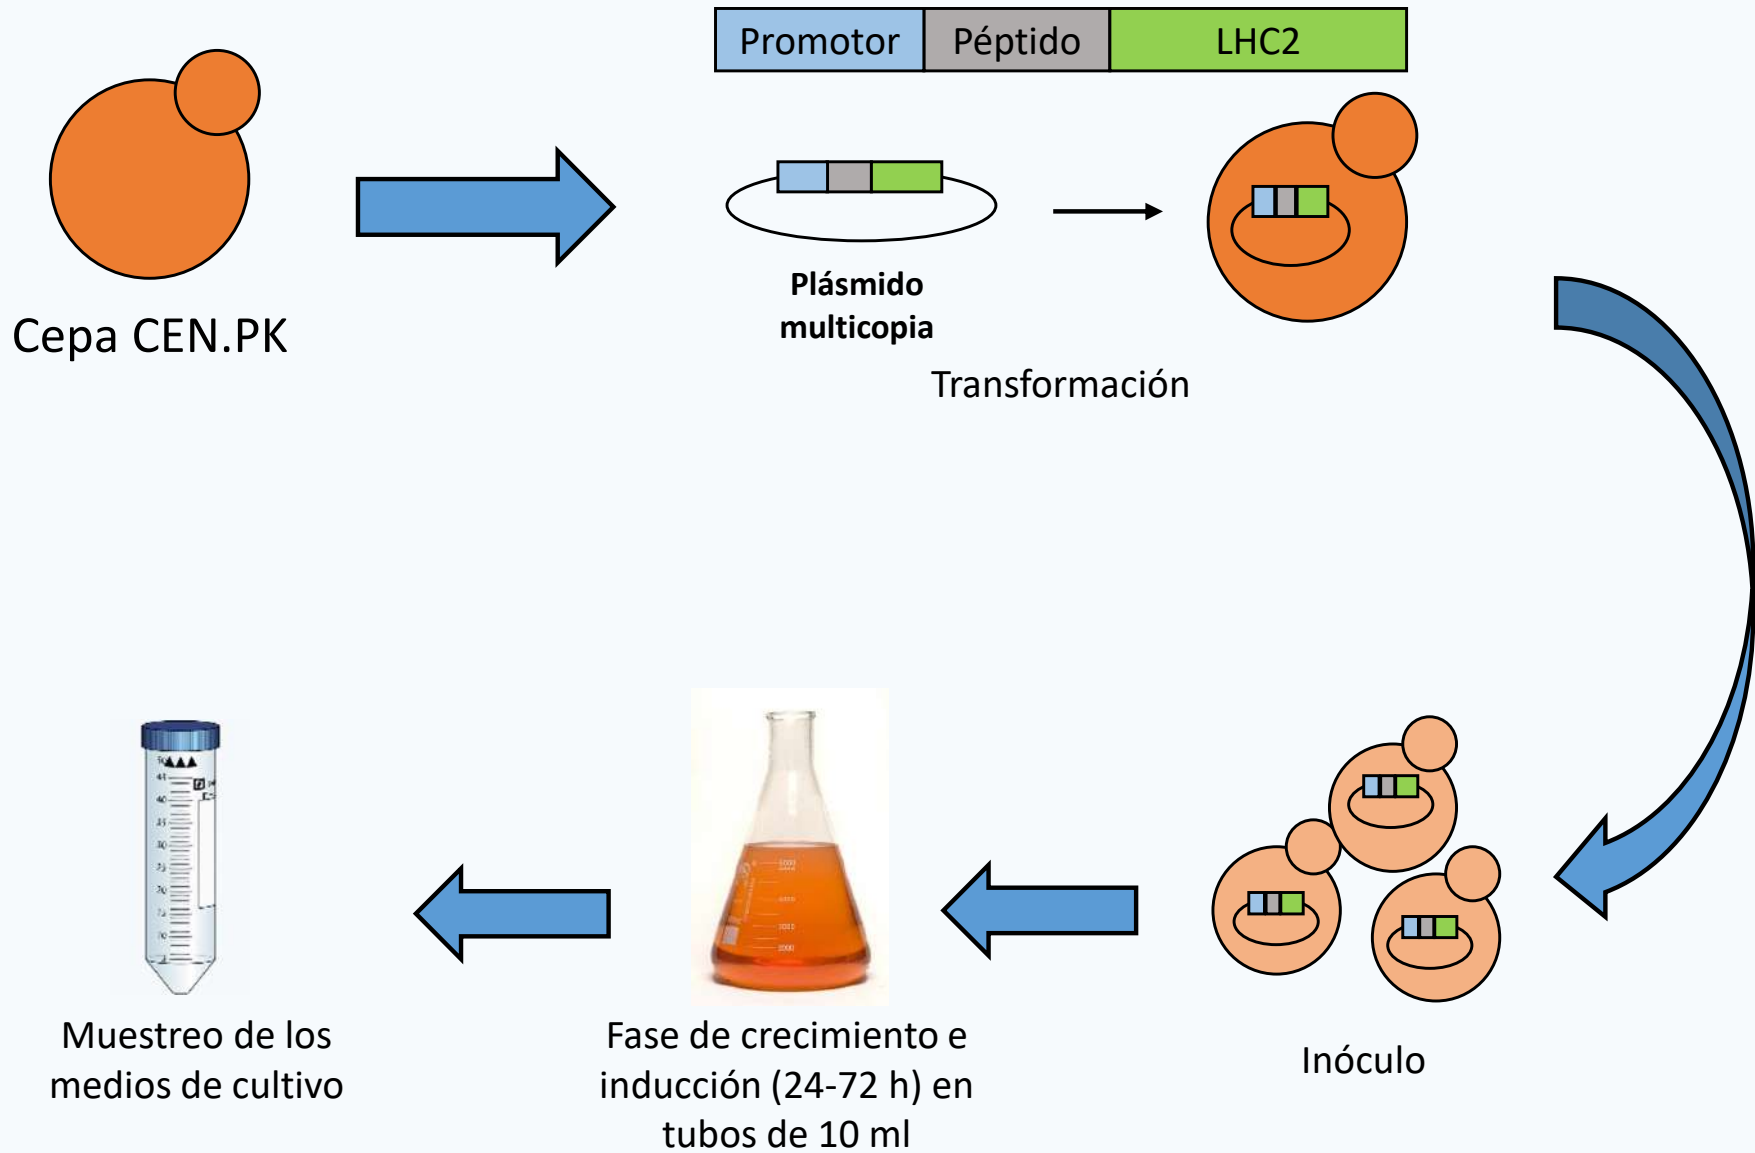 Promotor Péptido LHC2
Plásmido
multicopia
Cepa CEN.PK
Transformación
Muestreo de los
medios de cultivo
Fase de crecimiento e
inducción (24-72 h) en
tubos de 10 ml
Inóculo